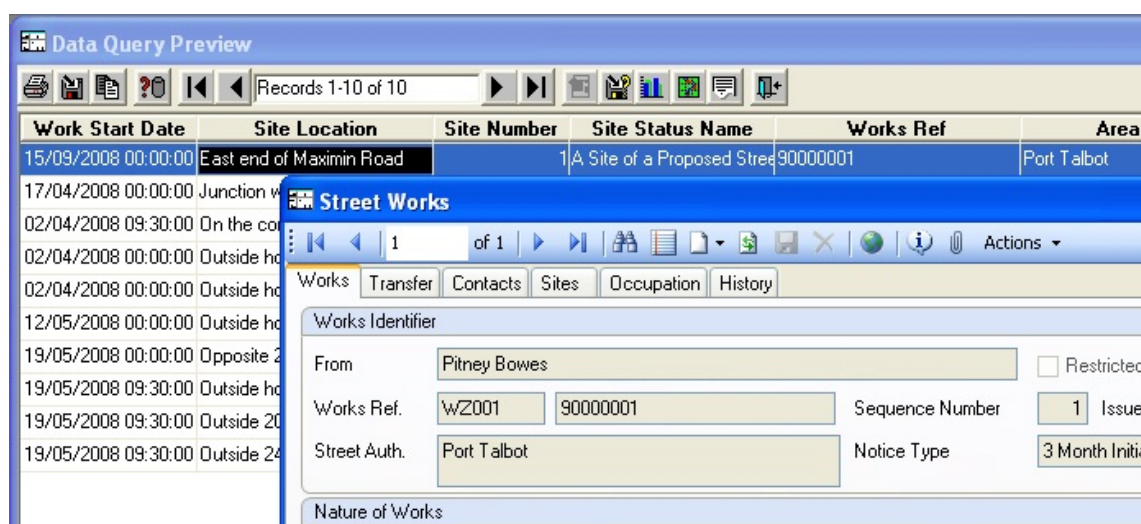 Data Query Preview
Records 1-10 of 10
Work Start Date Site Location Site Number Site Status Name Works Ref Area
15/09/2008 00:00:00 East end of Maximin Road 1 A Site of a Proposed Stree 90000001 Port Talbot
17/04/2008 00:00:00 Junction w
02/04/2008 09:30:00 On the co
02/04/2008 00:00:00 Outside ho
02/04/2008 00:00:00 Outside ho
12/05/2008 00:00:00 Outside ho
19/05/2008 00:00:00 Opposite 2
19/05/2008 09:30:00 Outside ho
19/05/2008 09:30:00 Outside 20
19/05/2008 09:30:00 Outside 24
Street Works
1 of 1 Actions
Works Transfer Contacts Sites Occupation History
Works Identifier
From Pitney Bowes Restricted
Works Ref. WZ001 90000001 Sequence Number 1 Issue
Street Auth. Port Talbot Notice Type 3 Month Initia
Nature of Works